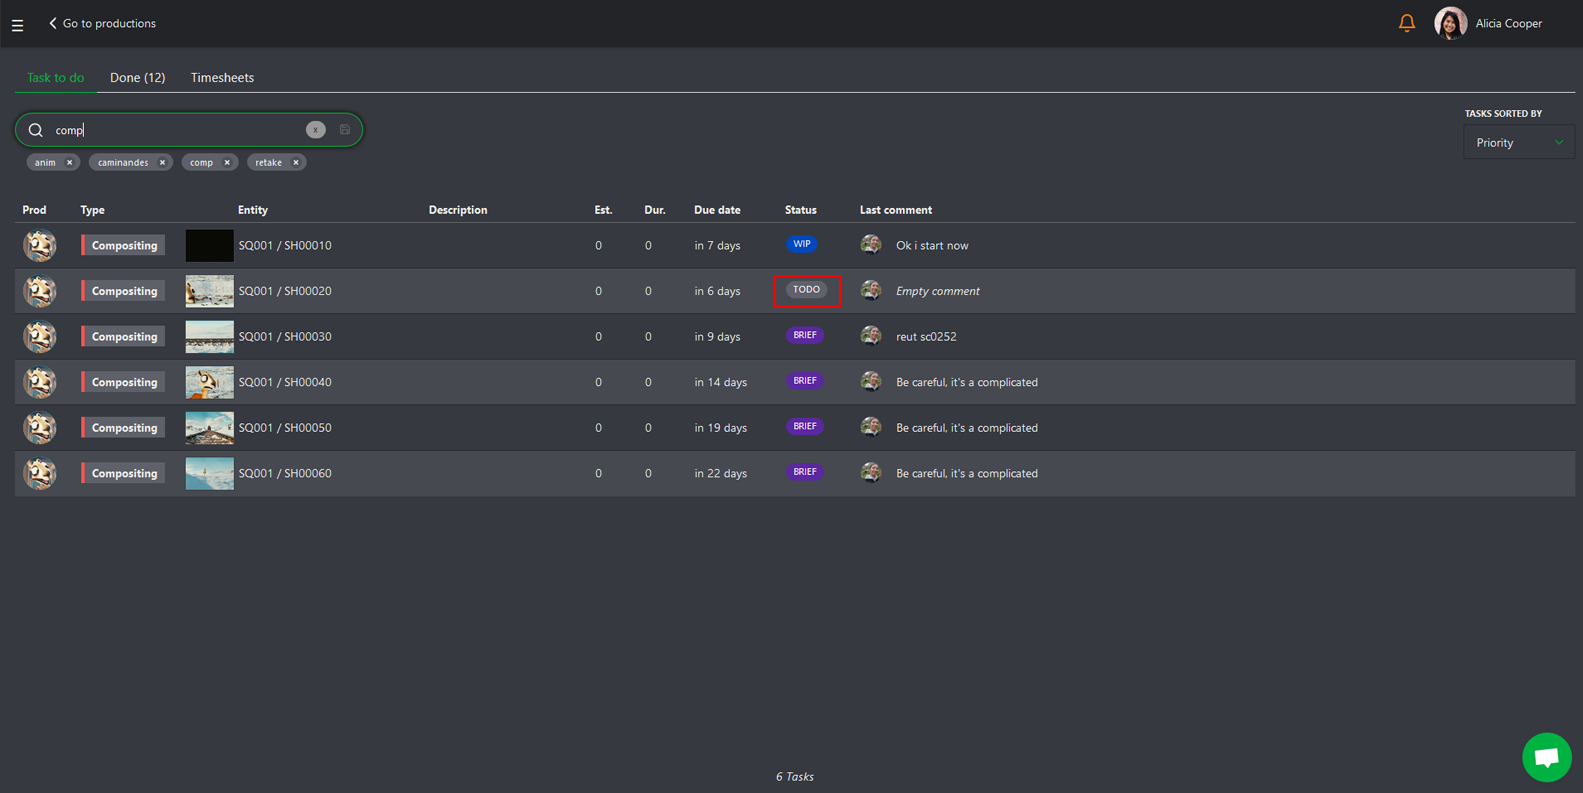 Go to productions
Alicia Cooper
Task to do Done (12) Timesheets
TASKS SORTED BY
comp x
Priority
anim × caminandes × comp × retake ×
Prod Type Entity Description Est. Dur. Due date Status Last comment
Compositing SQ001 / SH00010 0 0 in 7 days WIP Ok i start now
Compositing SQ001 / SH00020 0 0 in 6 days TODO Empty comment
Compositing SQ001 / SH00030 0 0 in 9 days BRIEF reut sc0252
Compositing SQ001 / SH00040 0 0 in 14 days BRIEF Be careful, it's a complicated
Compositing SQ001 / SH00050 0 0 in 19 days BRIEF Be careful, it's a complicated
Compositing SQ001 / SH00060 0 0 in 22 days BRIEF Be careful, it's a complicated
6 Tasks